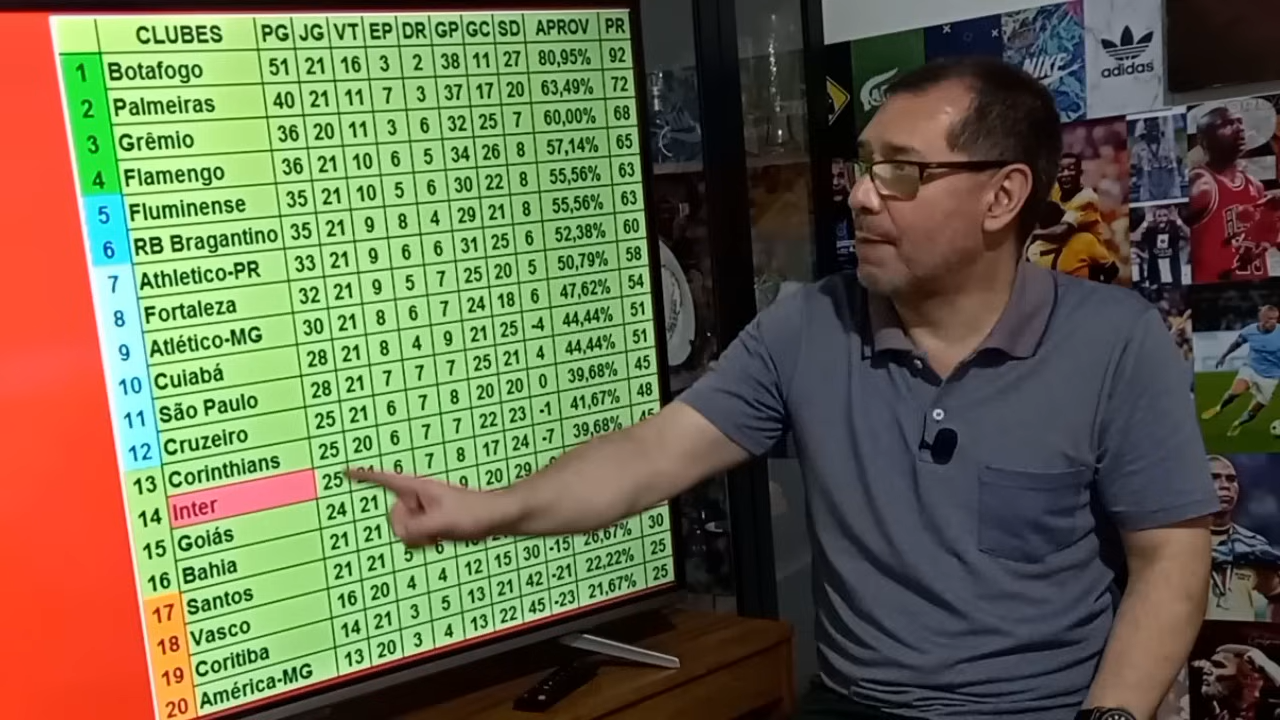 CLUBES PG JG VT EP DR GP GC SD APROV PR
1 Botafogo 51 21 16 3 2 38 11 27 80,95% 92
2 Palmeiras 40 21 11 7 3 37 17 20 63,49% 72
3 Grêmio 36 20 11 3 6 32 25 7 60,00% 68
4 Flamengo 36 21 10 6 5 34 26 8 57,14% 65
5 Fluminense 35 21 10 5 6 30 22 8 55,56% 63
6 RB Bragantino 35 21 9 8 4 29 21 8 55,56% 63
7 Athletico-PR 33 21 9 6 6 31 25 6 52,38% 60
8 Fortaleza 32 21 9 5 7 25 20 5 50,79% 58
9 Atlético-MG 30 21 8 6 7 24 18 6 47,62% 54
10 Cuiabá 28 21 8 4 9 21 25 -4 44,44% 51
11 São Paulo 28 21 7 7 7 25 21 4 44,44% 51
12 Cruzeiro 25 21 6 7 8 20 20 0 39,68% 45
13 Corinthians 25 20 6 7 7 22 23 -1 41,67% 48
14 Inter 25 21 6 7 8 17 24 -7 39,68% 45
15 Goiás 24 21 9 20 29
16 Bahia 21 21
17 Santos 21 21 5 6 10
18 Vasco 16 20 4 4 12 15 30 -15 26,67% 30
19 Coritiba 14 21 3 5 13 21 42 -21 22,22% 25
20 América-MG 13 20 3 4 13 22 45 -23 21,67% 25
NIKE
adidas